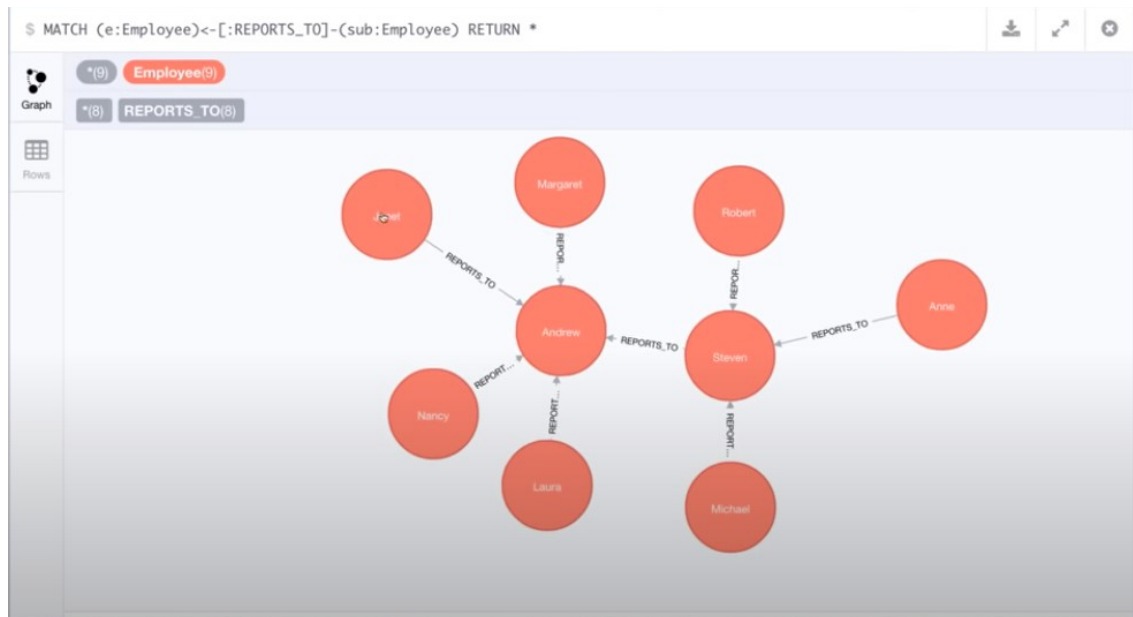 $ MATCH (e:Employee)<-[:REPORTS_TO]-(sub:Employee) RETURN *
Graph
*(9) Employee(9)
*(8) REPORTS_TO(8)
Rows
Margaret
Robert
REPOR...
REPORTS_TO
REPOR...
Anne
Andrew
REPORTS_TO
REPORTS_TO
Steven
REPORT...
Nancy
REPORT...
REPORT...
Laura
Michael